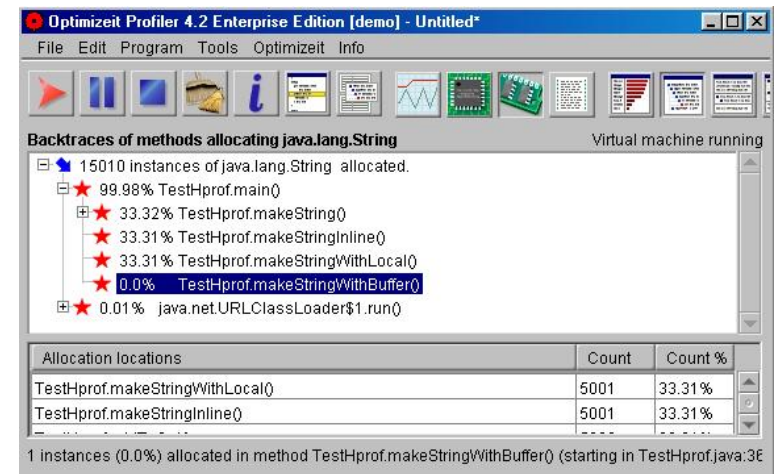 Optimizeit Profiler 4.2 Enterprise Edition [demo] - Untitled*
File Edit Program Tools Optimizeit Info
Backtraces of methods allocating java.lang.String Virtual machine running
15010 instances of java.lang.String allocated.
99.98% TestHprof.main()
33.32% TestHprof.makeString()
33.31% TestHprof.makeStringInline()
33.31% TestHprof.makeStringWithLocal()
0.0% TestHprof.makeStringWithBuffer()
0.01% java.net.URLClassLoader$1.run()
Allocation locations Count Count %
TestHprof.makeStringWithLocal() 5001 33.31%
TestHprof.makeStringInline() 5001 33.31%
1 instances (0.0%) allocated in method TestHprof.makeStringWithBuffer() (starting in TestHprof.java:36